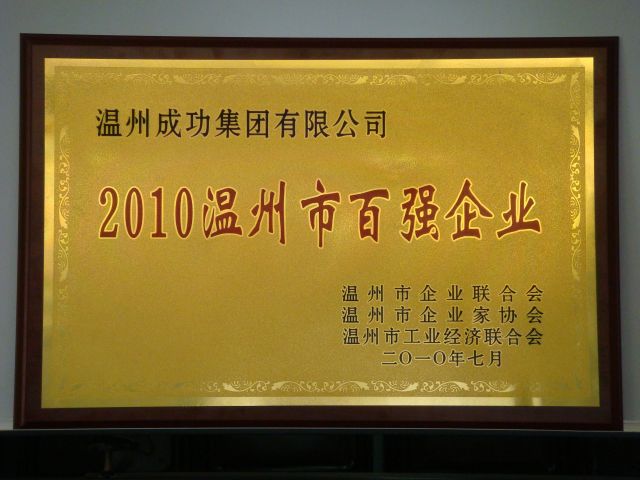 温州成功集团有限公司
2010温州市百强企业
温州市企业联合会
温州市企业家协会
温州市工业经济联合会
二〇一〇年七月